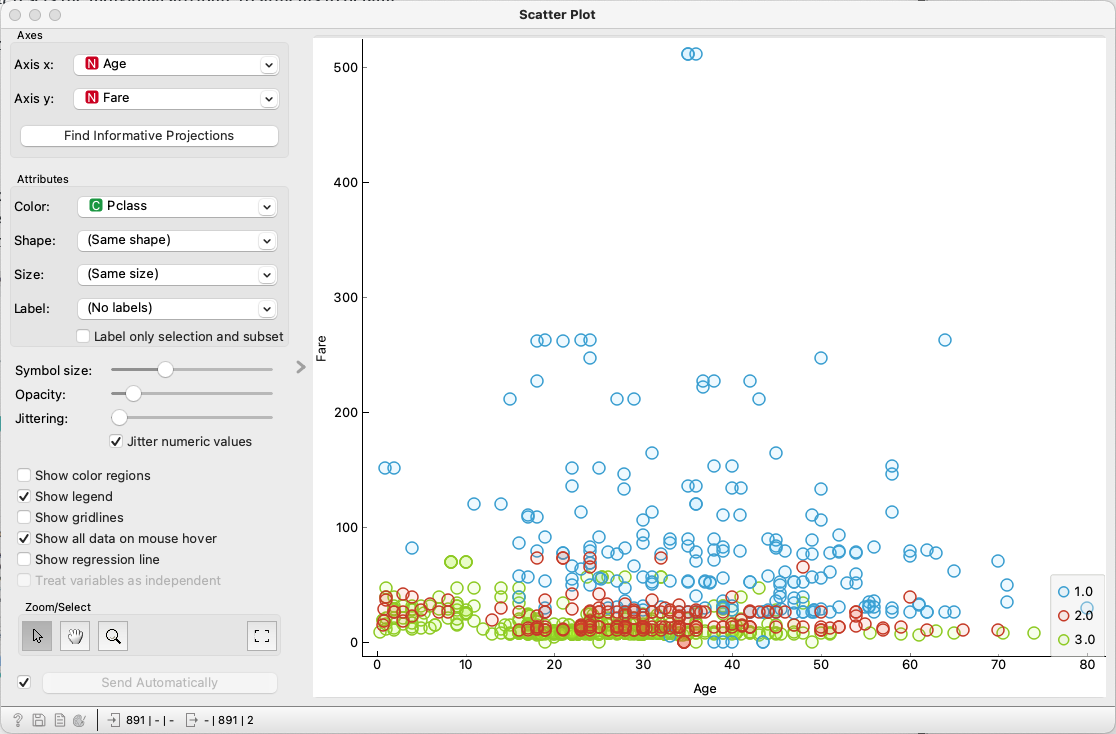 Scatter Plot
Axes
Axis x: N Age
Axis y: N Fare
Find Informative Projections
Attributes
Color: C Pclass
Shape: (Same shape)
Size: (Same size)
Label: (No labels)
Label only selection and subset
Symbol size:
Opacity:
Jittering:
Jitter numeric values
Show color regions
Show legend
Show gridlines
Show all data on mouse hover
Show regression line
Treat variables as independent
Zoom/Select
Send Automatically
? 891 | - | - - | 891 | 2
Fare
500
400
300
200
100
0
0 10 20 30 40 50 60 70 80
Age
1.0
2.0
3.0